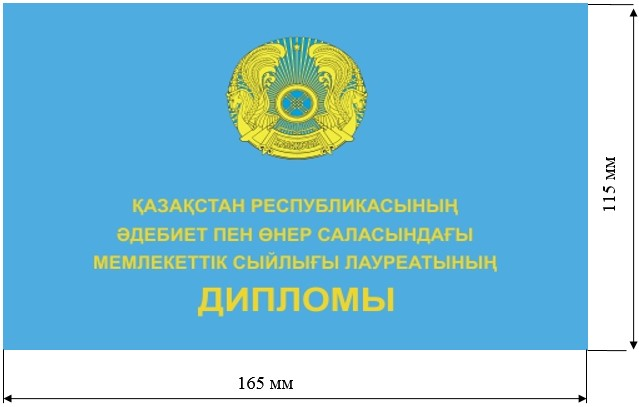 ҚАЗАҚСТАН РЕСПУБЛИКАСЫНЫҢ
ӘДЕБИЕТ ПЕН ӨНЕР САЛАСЫНДАҒЫ
МЕМЛЕКЕТТІК СЫЙЛЫҒЫ ЛАУРЕАТЫНЫҢ
ДИПЛОМЫ
115 мм
165 мм